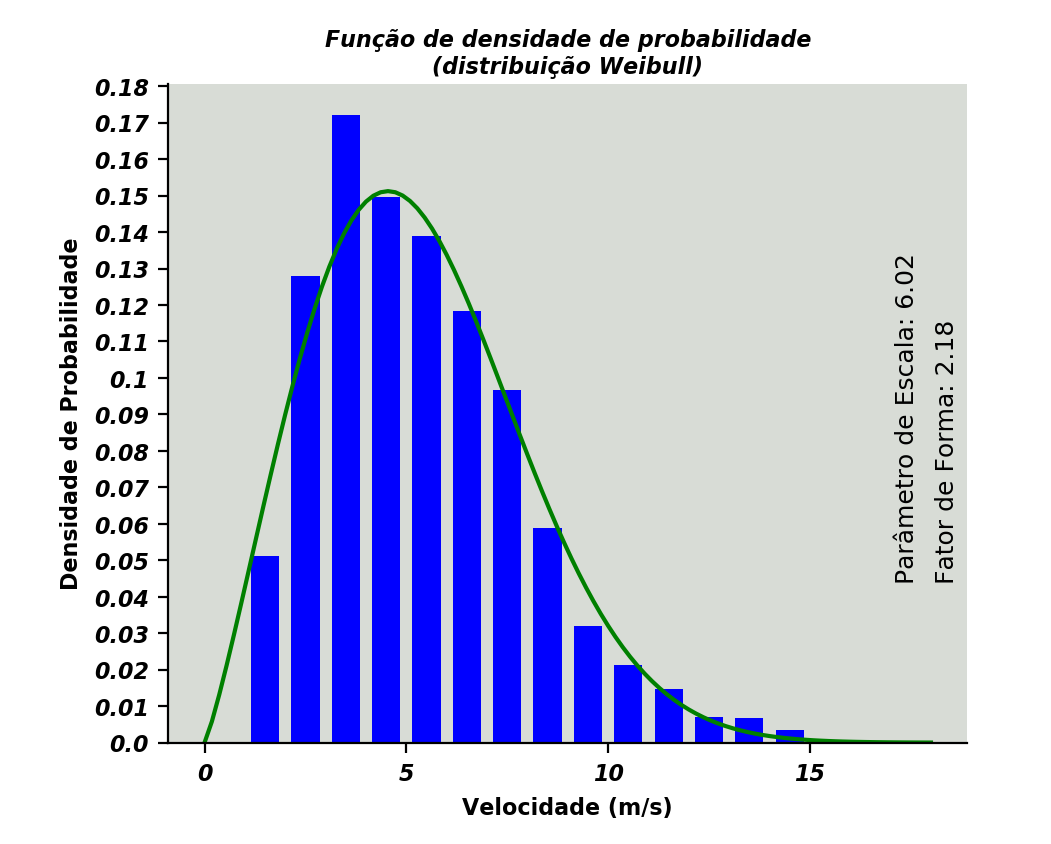 Função de densidade de probabilidade
(distribuição Weibull)
Densidade de Probabilidade
0.18
0.17
0.16
0.15
0.14
0.13
0.12
0.11
0.1
0.09
0.08
0.07
0.06
0.05
0.04
0.03
0.02
0.01
0.0
Parâmetro de Escala: 6.02
Fator de Forma: 2.18
0 5 10 15
Velocidade (m/s)